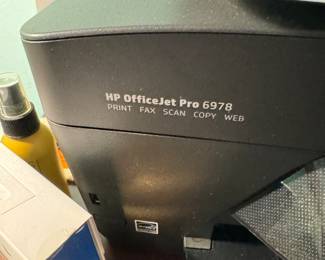 HP OfficeJet Pro 6978
PRINT FAX SCAN COPY WEB